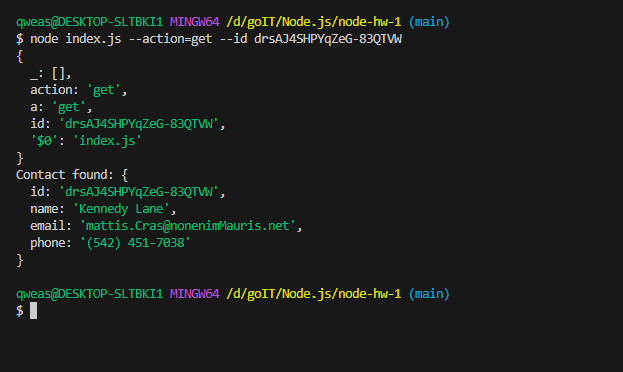 qweas@DESKTOP-SLTBKI1 MINGW64 /d/goIT/Node.js/node-hw-1 (main)
$ node index.js --action=get --id drsAJ4SHPYqZeG-83QTVW
{
  _: [],
  action: 'get',
  a: 'get',
  id: 'drsAJ4SHPYqZeG-83QTVW',
  '$0': 'index.js'
}
Contact found: {
  id: 'drsAJ4SHPYqZeG-83QTVW',
  name: 'Kennedy Lane',
  email: 'mattis.Cras@nonenimMauris.net',
  phone: '(542) 451-7038'
}
qweas@DESKTOP-SLTBKI1 MINGW64 /d/goIT/Node.js/node-hw-1 (main)
$